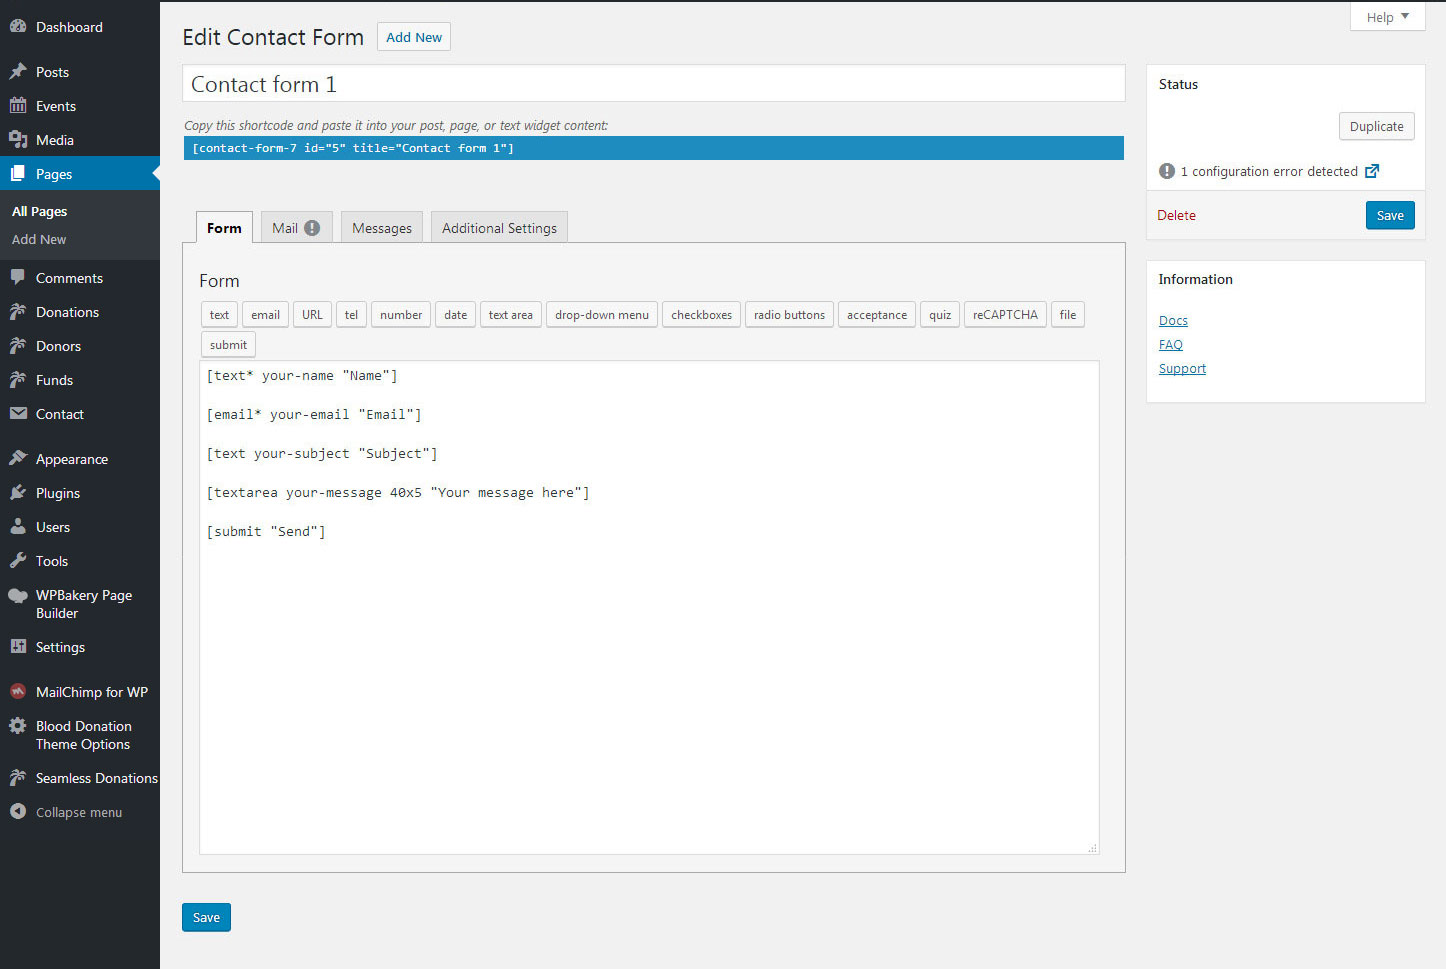 Dashboard
Posts
Events
Media
Pages
All Pages
Add New
Comments
Donations
Donors
Funds
Contact
Appearance
Plugins
Users
Tools
WPBakery Page
Builder
Settings
MailChimp for WP
Blood Donation
Theme Options
Seamless Donations
Collapse menu
Help
Edit Contact Form Add New
Contact form 1
Copy this shortcode and paste it into your post, page, or text widget content:
[contact-form-7 id="5" title="Contact form 1"]
Form Mail Messages Additional Settings
Form
text email URL tel number date text area drop-down menu checkboxes radio buttons acceptance quiz reCAPTCHA file
submit
[text* your-name "Name"]
[email* your-email "Email"]
[text your-subject "Subject"]
[textarea your-message 40x5 "Your message here"]
[submit "Send"]
Save
Status
Duplicate
1 configuration error detected
Delete Save
Information
Docs
FAQ
Support